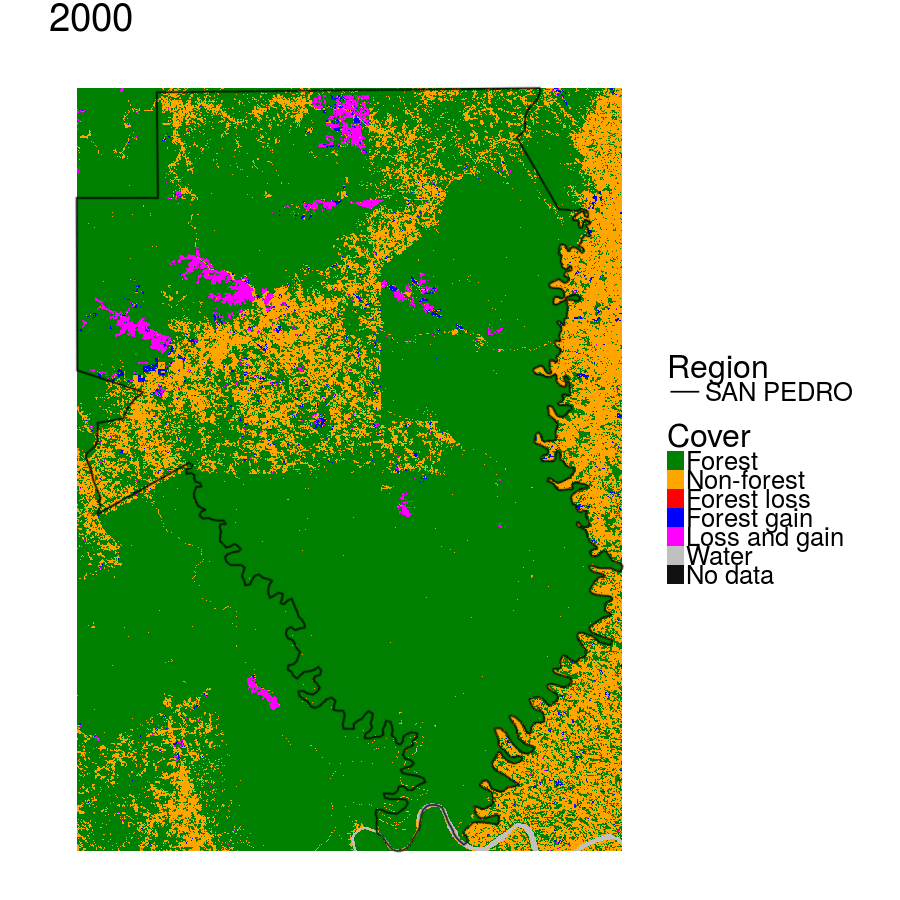 2000
Region
SAN PEDRO
Cover
Forest
Non-forest
Forest loss
Forest gain
Loss and gain
Water
No data